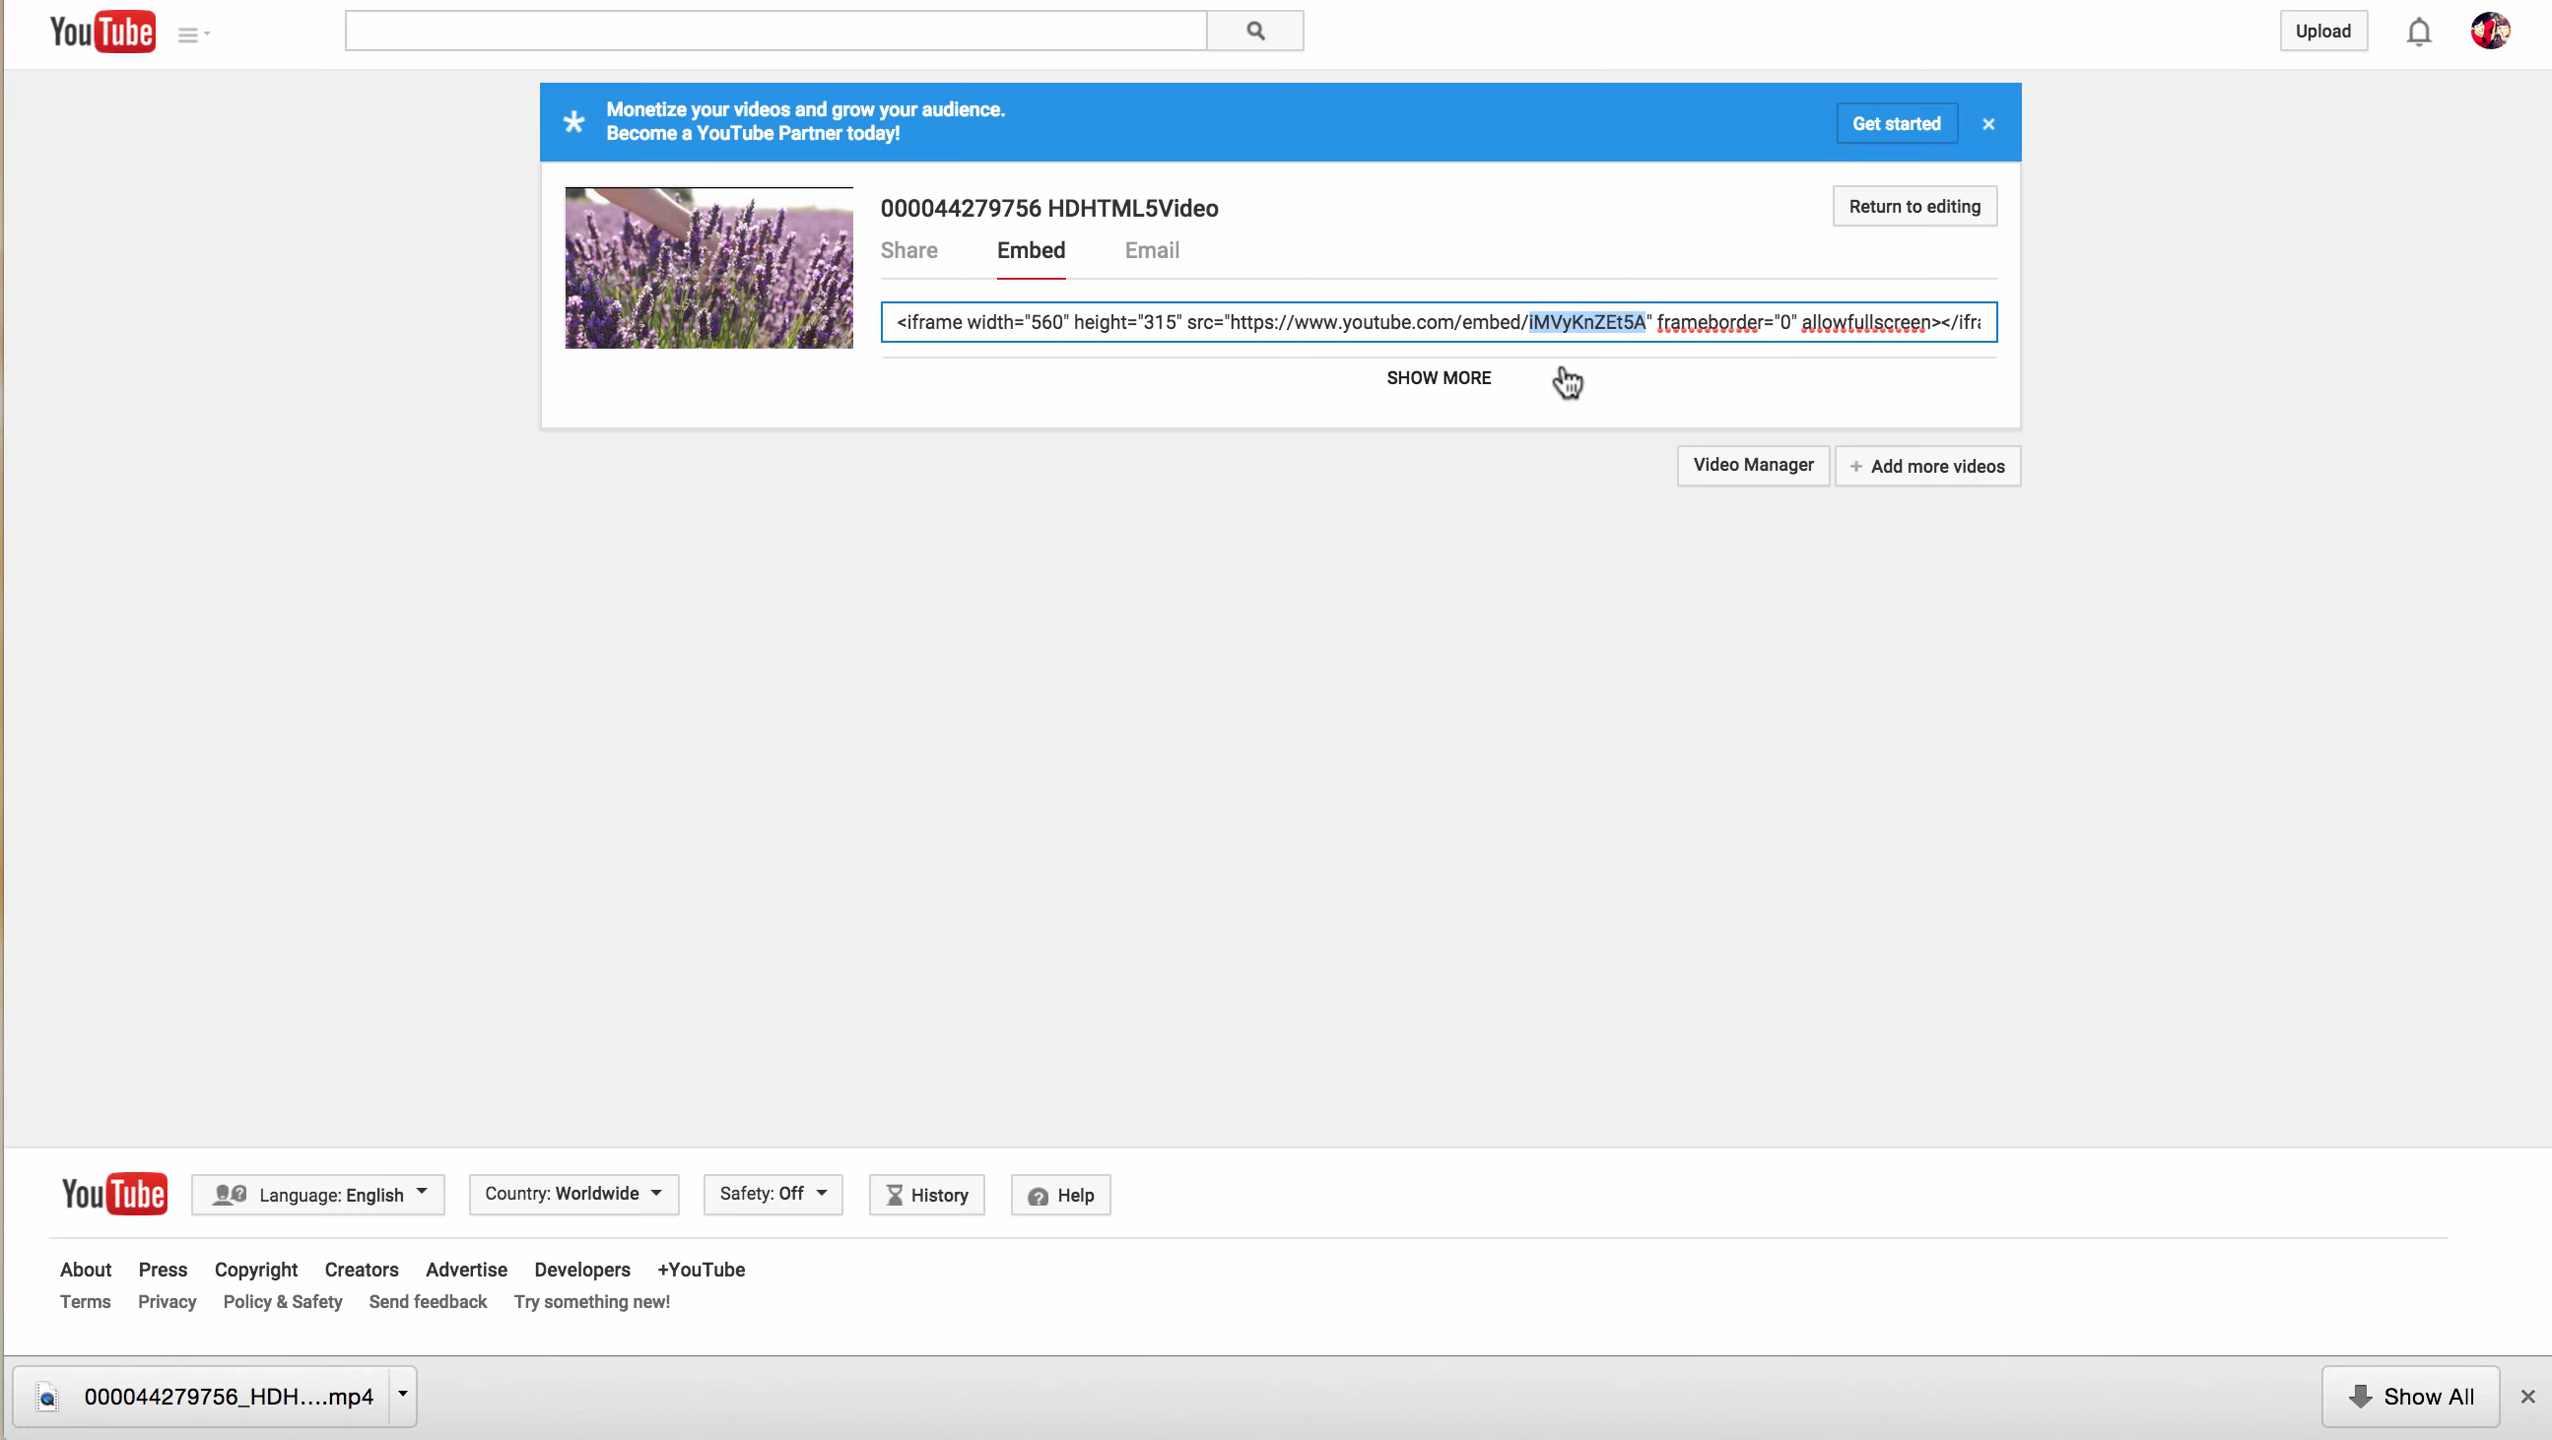 YouTube
Upload
Monetize your videos and grow your audience.
Become a YouTube Partner today!
Get started
000044279756 HDHTML5Video
Return to editing
Share Embed Email
<iframe width="560" height="315" src="https://www.youtube.com/embed/iMVyKnZEt5A" frameborder="0" allowfullscreen></ifra
SHOW MORE
Video Manager
+ Add more videos
YouTube
Language: English
Country: Worldwide
Safety: Off
History
Help
About Press Copyright Creators Advertise Developers +YouTube
Terms Privacy Policy & Safety Send feedback Try something new!
000044279756_HDH....mp4
Show All